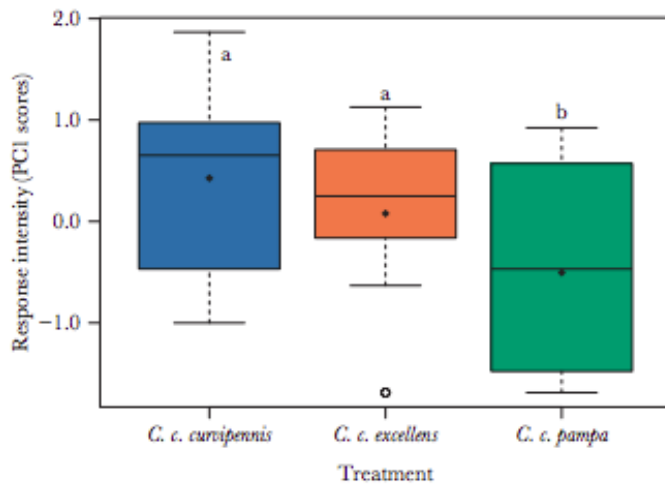 2.0
1.0
0.0
−1.0
Response intensity (PC1 scores)
a
a
b
C. c. curvipennis
C. c. excellens
C. c. pampa
Treatment